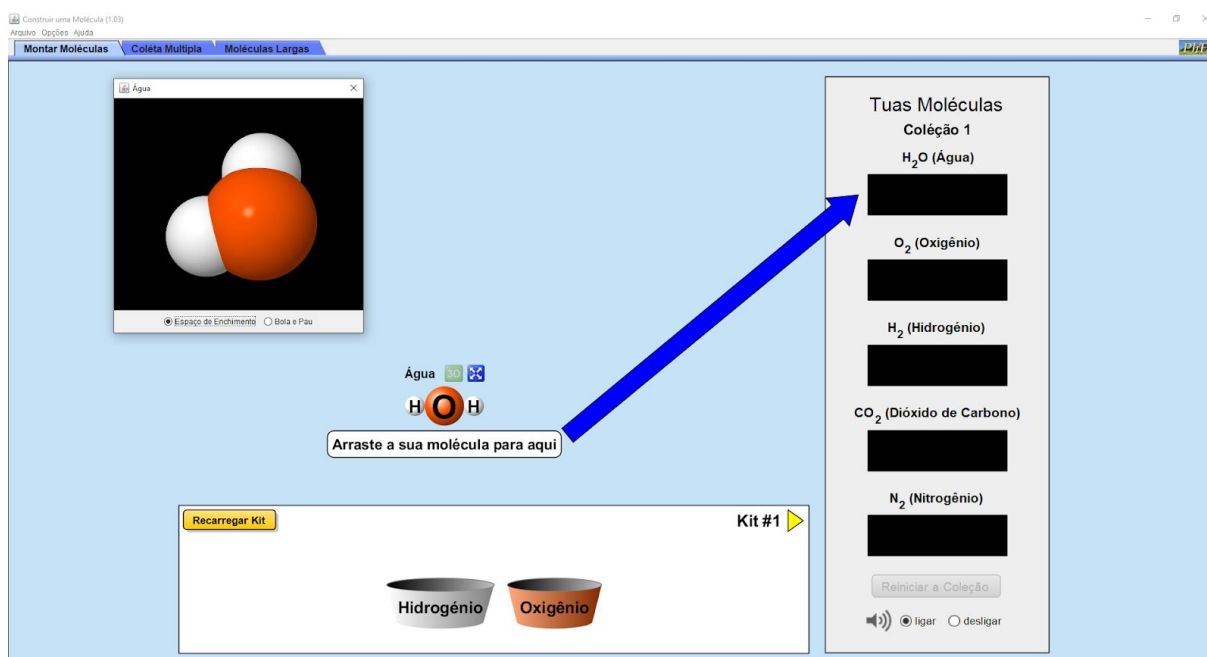 Construir uma Molécula (1.03)
Arquivo Opções Ajuda
Montar Moléculas Coléta Multipla Moléculas Largas
PhET
Água
Espaço de Enchimento Bola e Pau
Água 3D
H O H
Arraste a sua molécula para aqui
Recarregar Kit
Kit #1
Hidrogénio Oxigênio
Tuas Moléculas
Coléção 1
H2O (Água)
O2 (Oxigênio)
H2 (Hidrogénio)
CO2 (Dióxido de Carbono)
N2 (Nitrogênio)
Reiniciar a Coleção
ligar desligar